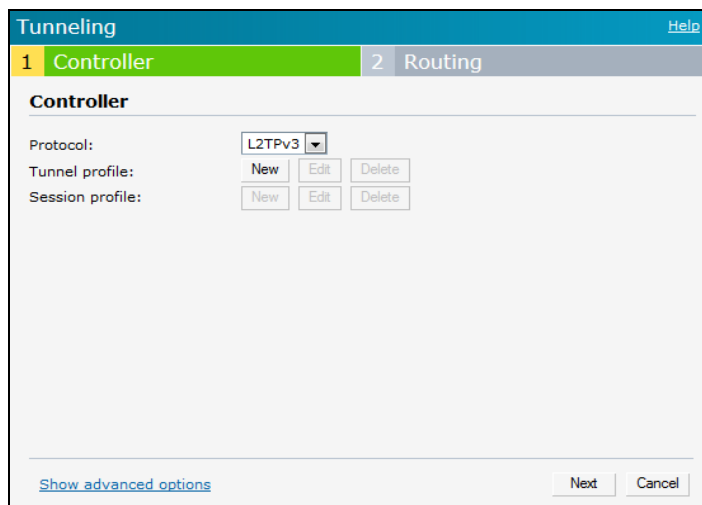 Tunneling Help
1 Controller 2 Routing
Controller
Protocol: L2TPv3
Tunnel profile: New Edit Delete
Session profile: New Edit Delete
Show advanced options Next Cancel